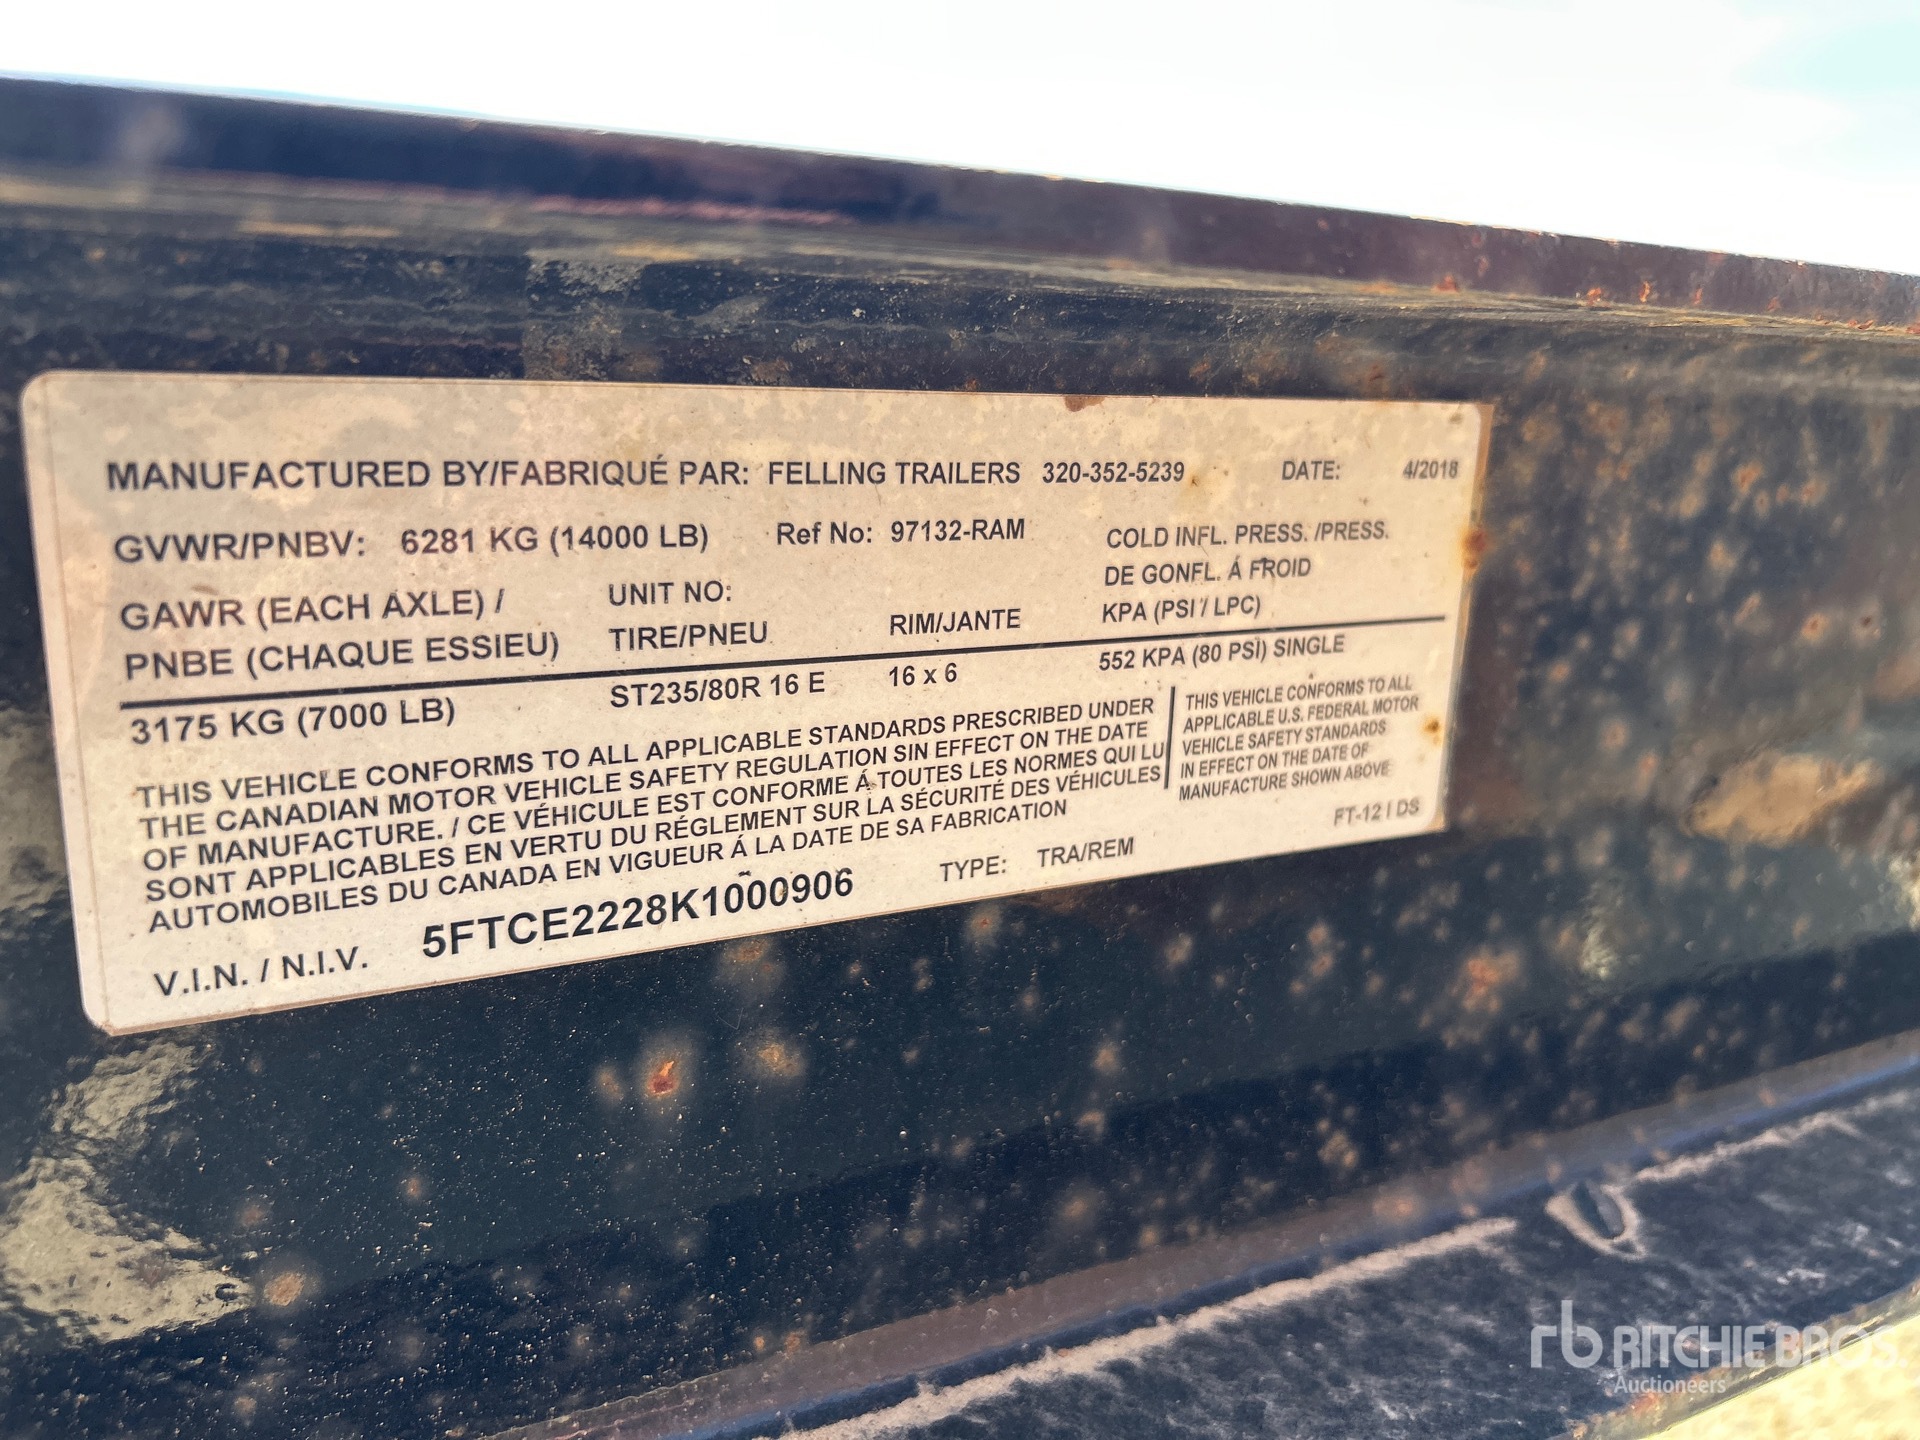 MANUFACTURED BY/FABRIQUÉ PAR: FELLING TRAILERS 320-352-5239 DATE: 4/2018
GVWR/PNBV: 6281 KG (14000 LB) Ref No: 97132-RAM
COLD INFL. PRESS. /PRESS.
DE GONFL. Á FROID
KPA (PSI / LPC)
GAWR (EACH AXLE) /
PNBE (CHAQUE ESSIEU)
UNIT NO:
TIRE/PNEU RIM/JANTE
3175 KG (7000 LB) ST235/80R 16 E 16 x 6 552 KPA (80 PSI) SINGLE
THIS VEHICLE CONFORMS TO ALL APPLICABLE STANDARDS PRESCRIBED UNDER
THE CANADIAN MOTOR VEHICLE SAFETY REGULATION SIN EFFECT ON THE DATE
OF MANUFACTURE. / CE VÉHICULE EST CONFORME Á TOUTES LES NORMES QUI LU
SONT APPLICABLES EN VERTU DU RÉGLEMENT SUR LA SÉCURITÉ DES VÉHICULES
AUTOMOBILES DU CANADA EN VIGUEUR Á LA DATE DE SA FABRICATION
THIS VEHICLE CONFORMS TO ALL
APPLICABLE U.S. FEDERAL MOTOR
VEHICLE SAFETY STANDARDS
IN EFFECT ON THE DATE OF
MANUFACTURE SHOWN ABOVE
FT-12 I DS
V.I.N. / N.I.V. 5FTCE2228K1000906 TYPE: TRA/REM
rb RITCHIE BROS.
Auctioneers